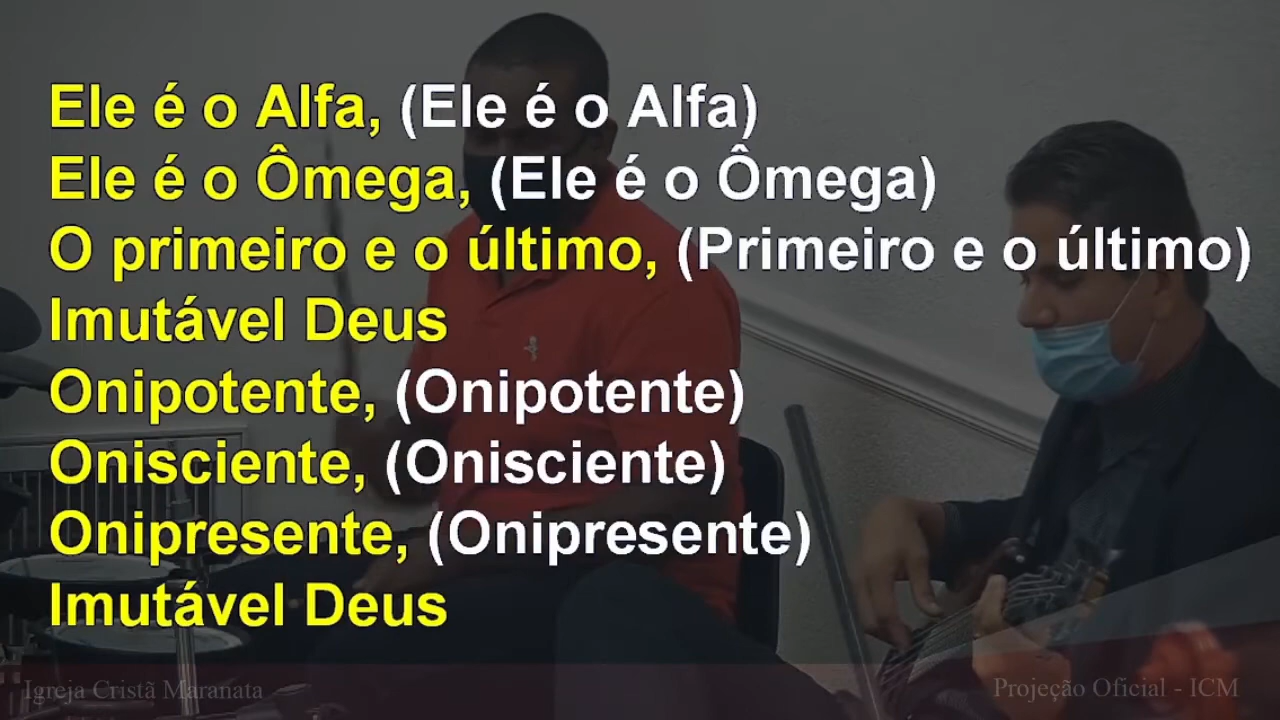 Ele é o Alfa, (Ele é o Alfa)
Ele é o Ômega, (Ele é o Ômega)
O primeiro e o último, (Primeiro e o último)
Imutável Deus
Onipotente, (Onipotente)
Onisciente, (Onisciente)
Onipresente, (Onipresente)
Imutável Deus
Igreja Cristã Maranata
Projeção Oficial - ICM